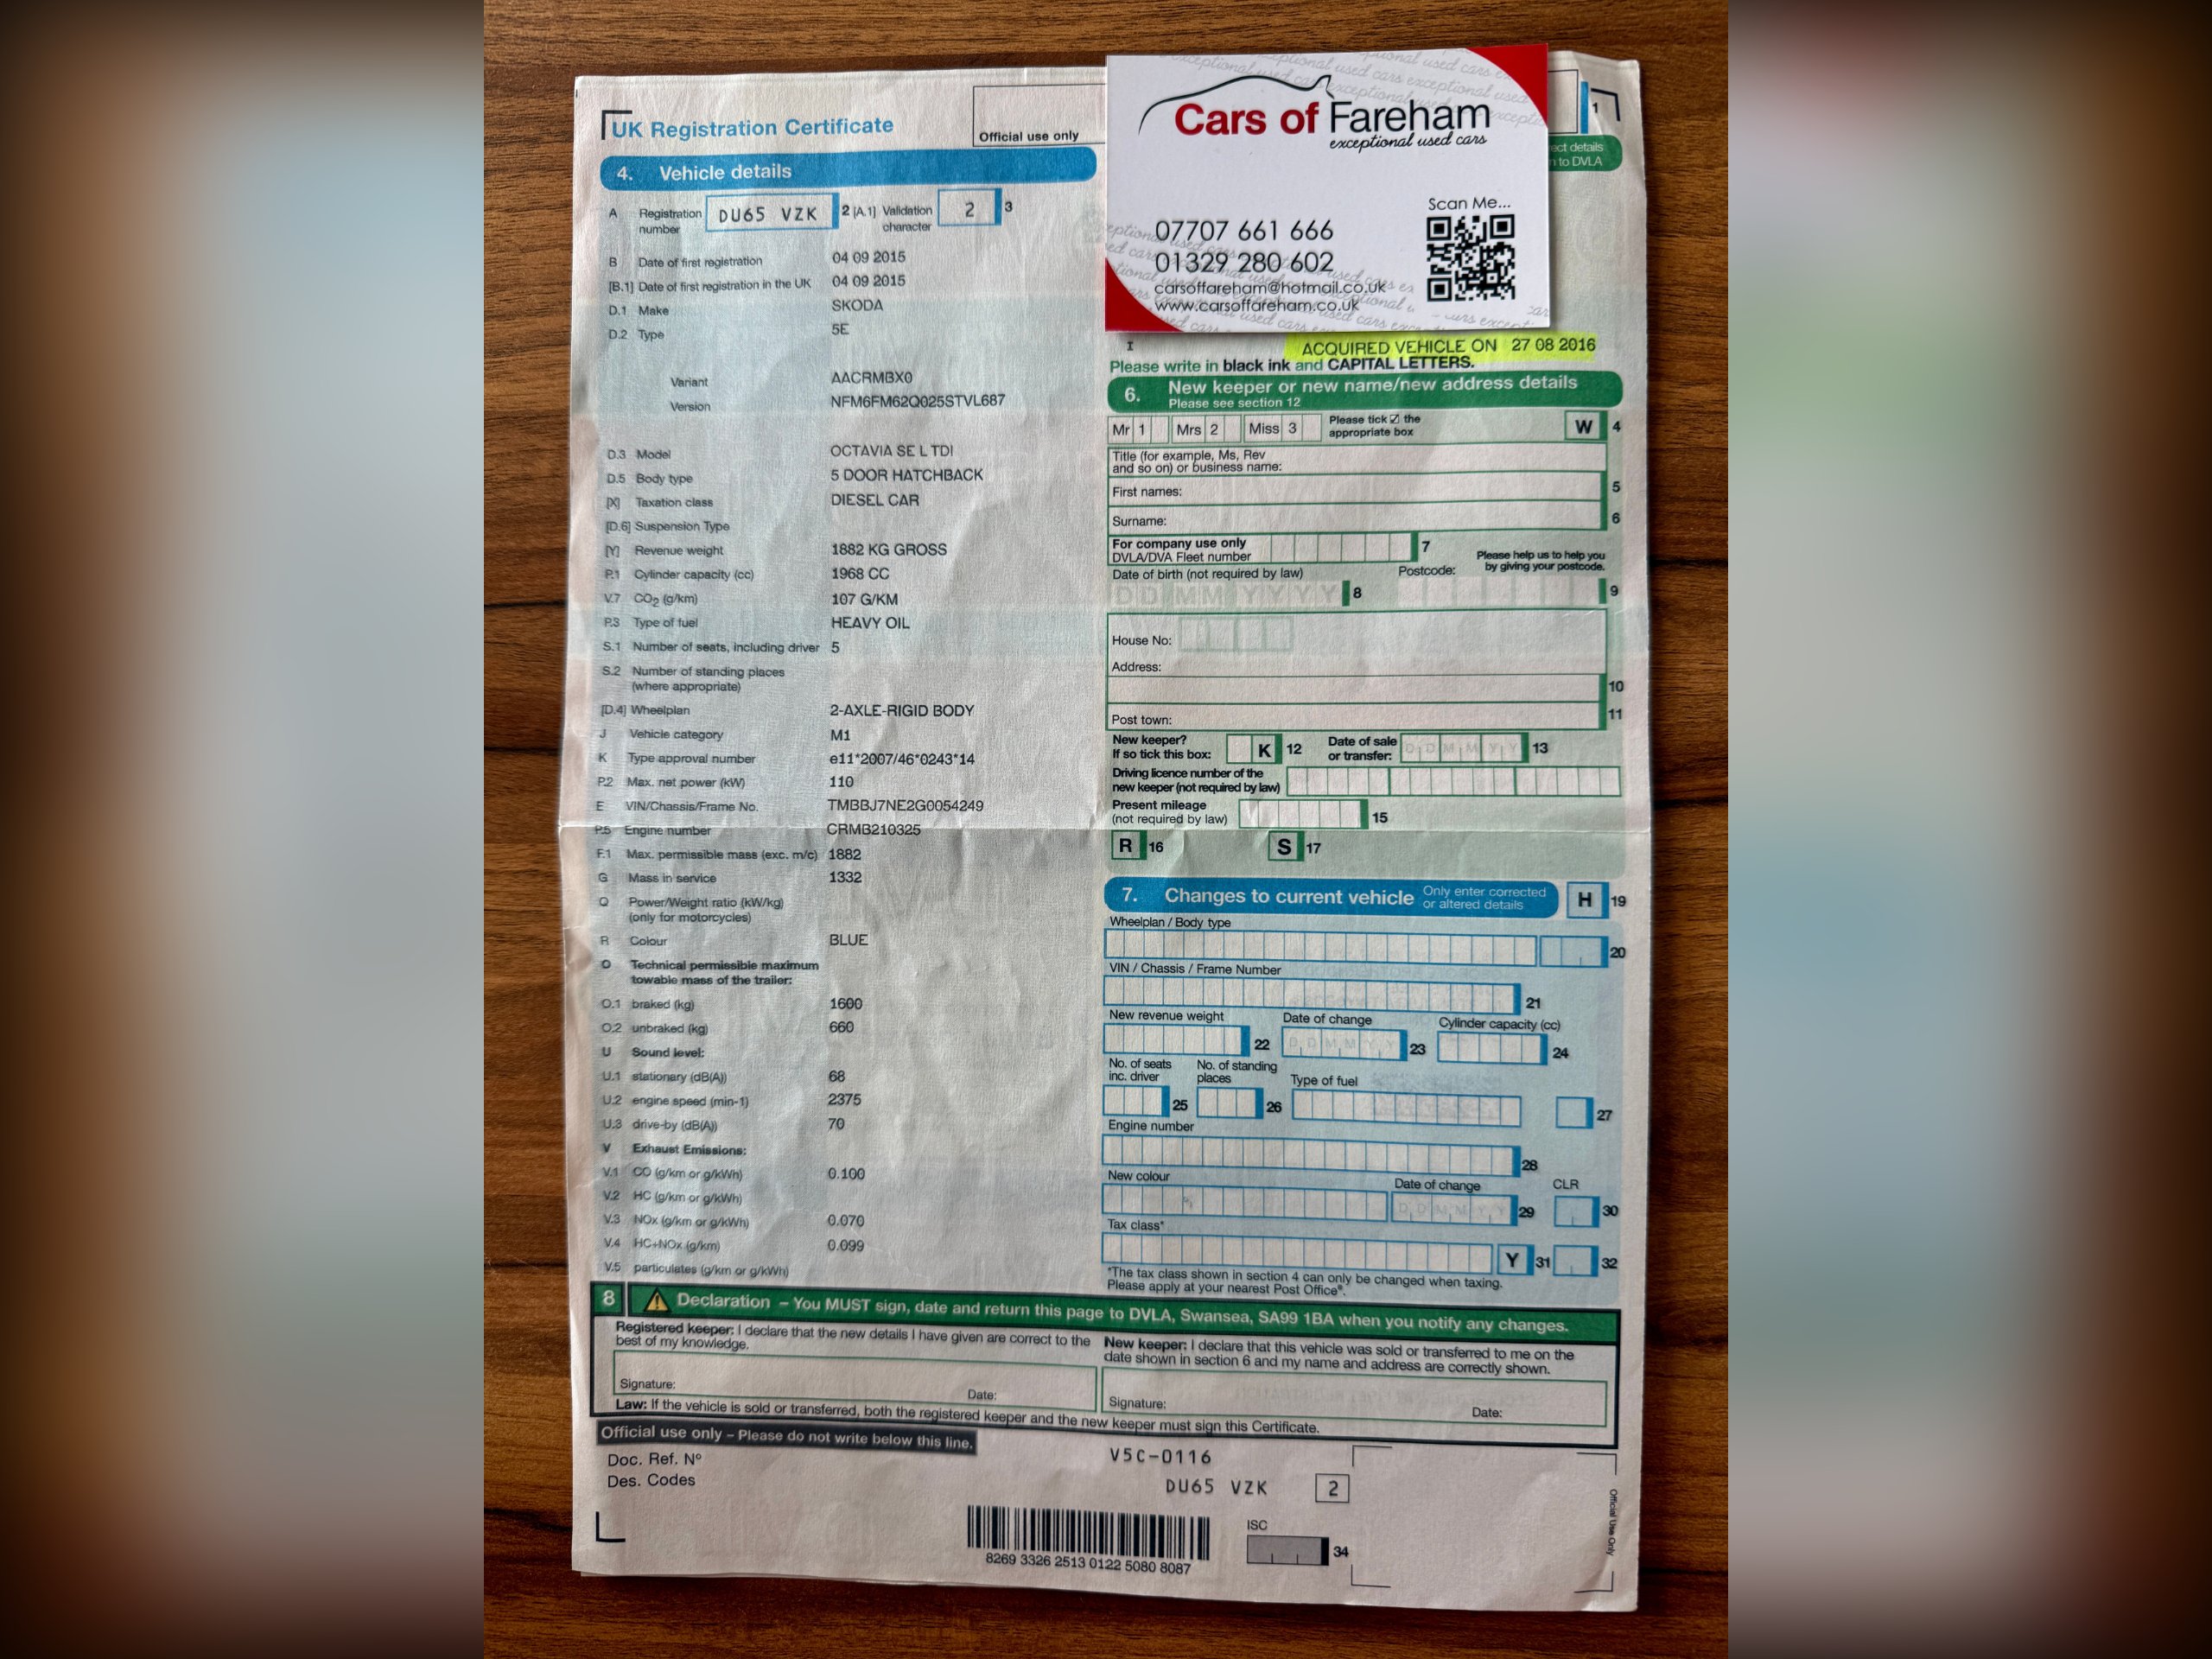 UK Registration Certificate
Official use only
4. Vehicle details
A Registration number DU65 VZK 2 [A.1] Validation character 2 3
B Date of first registration 04 09 2015
[B.1] Date of first registration in the UK 04 09 2015
D.1 Make SKODA
D.2 Type 5E
Variant AACRMBX0
Version NFM6FM62Q025STVL687
D.3 Model OCTAVIA SE L TDI
D.5 Body type 5 DOOR HATCHBACK
[X] Taxation class DIESEL CAR
[D.6] Suspension Type
[Y] Revenue weight 1882 KG GROSS
P.1 Cylinder capacity (cc) 1968 CC
V.7 CO2 (g/km) 107 G/KM
P.3 Type of fuel HEAVY OIL
S.1 Number of seats, including driver 5
S.2 Number of standing places
(where appropriate)
[D.4] Wheelplan 2-AXLE-RIGID BODY
J Vehicle category M1
K Type approval number e11*2007/46*0243*14
P.2 Max. net power (kW) 110
E VIN/Chassis/Frame No. TMBBJ7NE2G0054249
P.5 Engine number CRMB210325
F.1 Max. permissible mass (exc. m/c) 1882
G Mass in service 1332
Q Power/Weight ratio (kW/kg)
(only for motorcycles)
R Colour BLUE
O Technical permissible maximum
towable mass of the trailer:
O.1 braked (kg) 1600
O.2 unbraked (kg) 660
U Sound level:
U.1 stationary (dB(A)) 68
U.2 engine speed (min-1) 2375
U.3 drive-by (dB(A)) 70
V Exhaust Emissions:
V.1 CO (g/km or g/kWh) 0.100
V.2 HC (g/km or g/kWh)
V.3 NOx (g/km or g/kWh) 0.070
V.4 HC+NOx (g/km) 0.099
V.5 particulates (g/km or g/kWh)
Cars of Fareham
exceptional used cars
Scan Me...
07707 661 666
01329 280 602
carsoffareham@hotmail.co.uk
www.carsoffareham.co.uk
1
details
to DVLA
ACQUIRED VEHICLE ON 27 08 2016
Please write in black ink and CAPITAL LETTERS.
6. New keeper or new name/new address details
Please see section 12
Mr 1 Mrs 2 Miss 3 Please tick ☑ the appropriate box W 4
Title (for example, Ms, Rev
and so on) or business name:
First names: 5
Surname: 6
For company use only
DVLA/DVA Fleet number 7
Please help us to help you
by giving your postcode.
Date of birth (not required by law) Postcode:
DD MM YYYY 8 9
House No:
Address:
10
Post town: 11
New keeper?
If so tick this box: K 12 Date of sale or transfer: D D M M Y Y 13
Driving licence number of the
new keeper (not required by law)
Present mileage
(not required by law) 15
R 16 S 17
7. Changes to current vehicle Only enter corrected or altered details H 19
Wheelplan / Body type
20
VIN / Chassis / Frame Number
21
New revenue weight Date of change Cylinder capacity (cc)
22 D D M M Y Y 23 24
No. of seats inc. driver No. of standing places Type of fuel
25 26 27
Engine number
28
New colour Date of change CLR
D D M M Y Y 29 30
Tax class*
Y 31 32
*The tax class shown in section 4 can only be changed when taxing.
Please apply at your nearest Post Office®.
8 Declaration – You MUST sign, date and return this page to DVLA, Swansea, SA99 1BA when you notify any changes.
Registered keeper: I declare that the new details I have given are correct to the
best of my knowledge.
Signature: Date:
New keeper: I declare that this vehicle was sold or transferred to me on the
date shown in section 6 and my name and address are correctly shown.
Signature: Date:
Law: If the vehicle is sold or transferred, both the registered keeper and the new keeper must sign this Certificate.
Official use only – Please do not write below this line.
Doc. Ref. Nº V5C-0116
Des. Codes DU65 VZK 2
8269 3326 2513 0122 5080 8087
ISC
34
Official Use Only